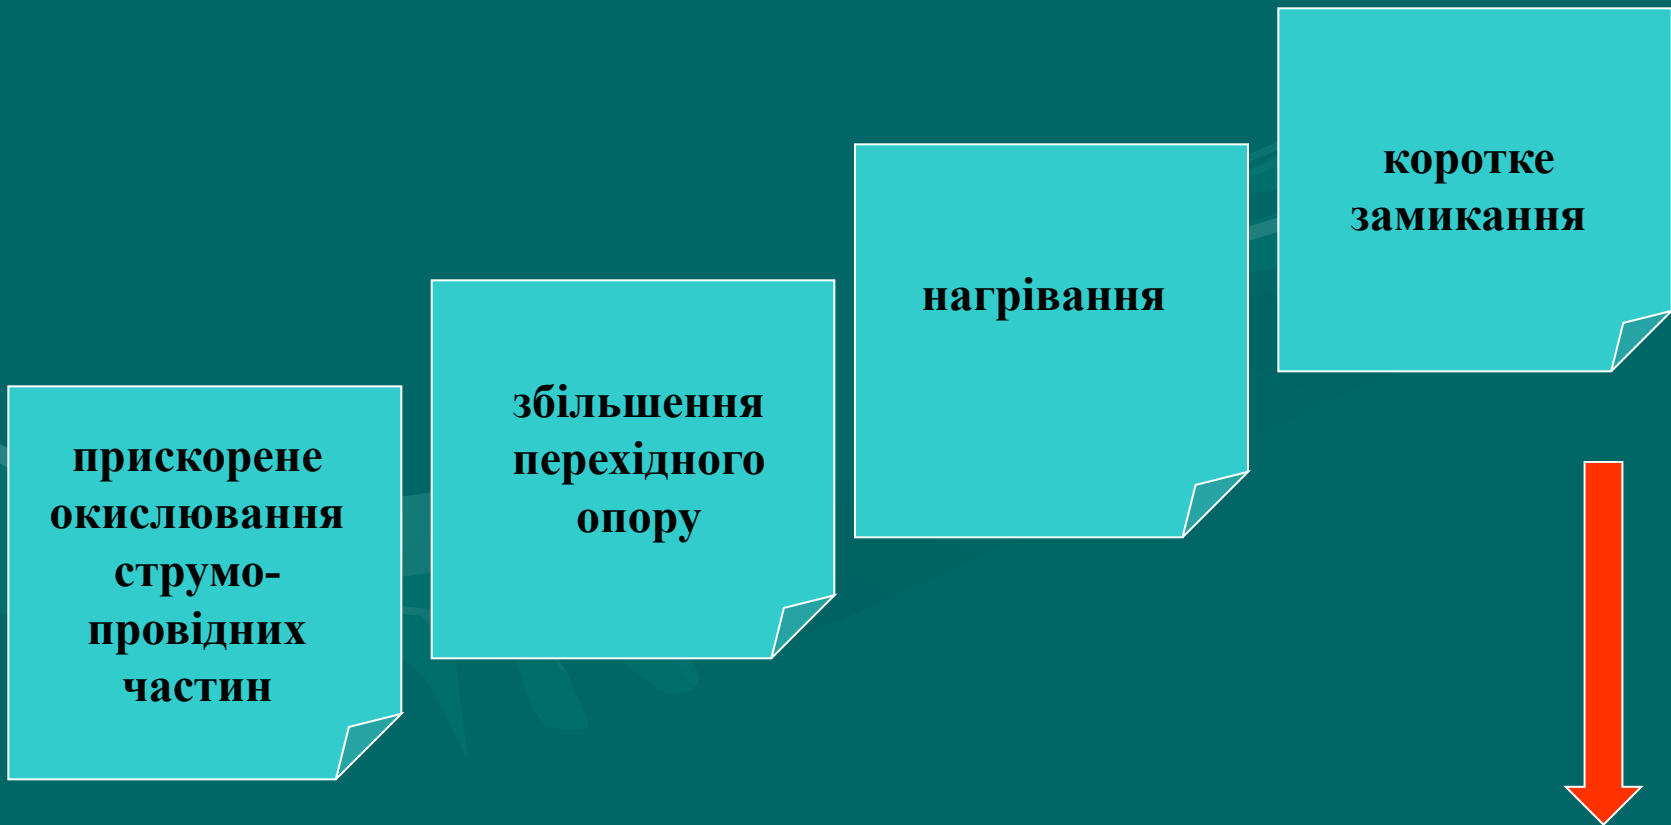 прискорене
окислювання
струмо-
провідних
частин
збільшення
перехідного
опору
нагрівання
коротке
замикання